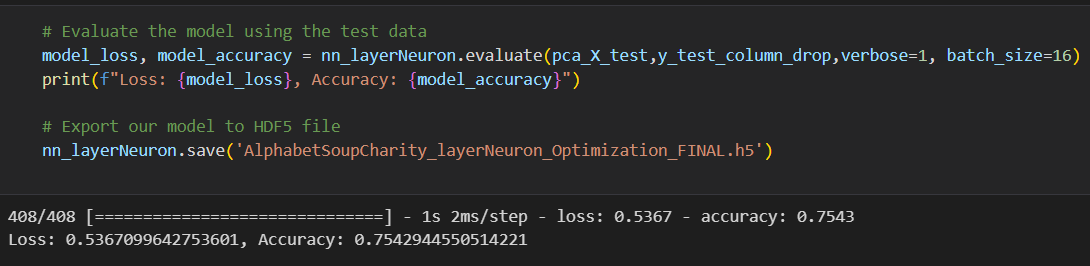 # Evaluate the model using the test data
model_loss, model_accuracy = nn_layerNeuron.evaluate(pca_X_test,y_test_column_drop,verbose=1, batch_size=16)
print(f"Loss: {model_loss}, Accuracy: {model_accuracy}")
# Export our model to HDF5 file
nn_layerNeuron.save('AlphabetSoupCharity_layerNeuron_Optimization_FINAL.h5')
408/408 [==============================] - 1s 2ms/step - loss: 0.5367 - accuracy: 0.7543
Loss: 0.5367099642753601, Accuracy: 0.7542944550514221